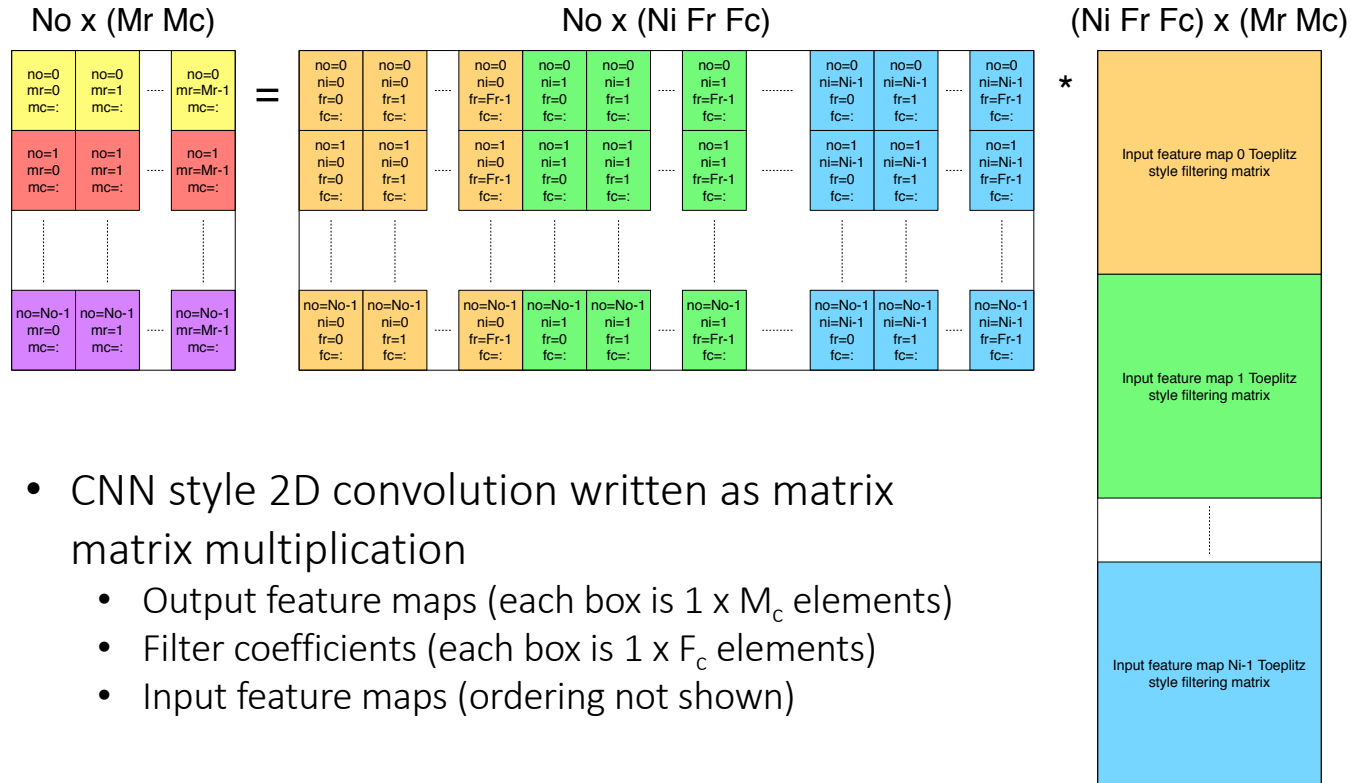 No x (Mr Mc)
No x (Ni Fr Fc)
(Ni Fr Fc) x (Mr Mc)
no=0 no=0 no=0
mr=0 mr=1 ..... mr=Mr-1
mc=: mc=: mc=:
=
no=0 no=0 no=0 no=0 no=0 no=0 no=0 no=0 no=0
ni=0 ni=0 ni=0 ni=1 ni=1 ni=1 ni=Ni-1 ni=Ni-1 ni=Ni-1
fr=0 fr=1 fr=Fr-1 fr=0 fr=1 fr=Fr-1 fr=0 fr=1 fr=Fr-1
fc=: fc=: fc=: fc=: fc=: fc=: fc=: fc=: fc=:
*
no=1 no=1 no=1
mr=0 mr=1 ..... mr=Mr-1
mc=: mc=: mc=:
no=1 no=1 no=1 no=1 no=1 no=1 no=1 no=1 no=1
ni=0 ni=0 ni=0 ni=1 ni=1 ni=1 ni=Ni-1 ni=Ni-1 ni=Ni-1
fr=0 fr=1 fr=Fr-1 fr=0 fr=1 fr=Fr-1 fr=0 fr=1 fr=Fr-1
fc=: fc=: fc=: fc=: fc=: fc=: fc=: fc=: fc=:
no=No-1 no=No-1 no=No-1
mr=0 mr=1 ..... mr=Mr-1
mc=: mc=: mc=:
no=No-1 no=No-1 no=No-1 no=No-1 no=No-1 no=No-1 no=No-1 no=No-1 no=No-1
ni=0 ni=0 ni=0 ni=1 ni=1 ni=1 ni=Ni-1 ni=Ni-1 ni=Ni-1
fr=0 fr=1 fr=Fr-1 fr=0 fr=1 fr=Fr-1 fr=0 fr=1 fr=Fr-1
fc=: fc=: fc=: fc=: fc=: fc=: fc=: fc=: fc=:
Input feature map 0 Toeplitz
style filtering matrix
Input feature map 1 Toeplitz
style filtering matrix
Input feature map Ni-1 Toeplitz
style filtering matrix
• CNN style 2D convolution written as matrix
matrix multiplication
• Output feature maps (each box is 1 x Mc elements)
• Filter coefficients (each box is 1 x Fc elements)
• Input feature maps (ordering not shown)